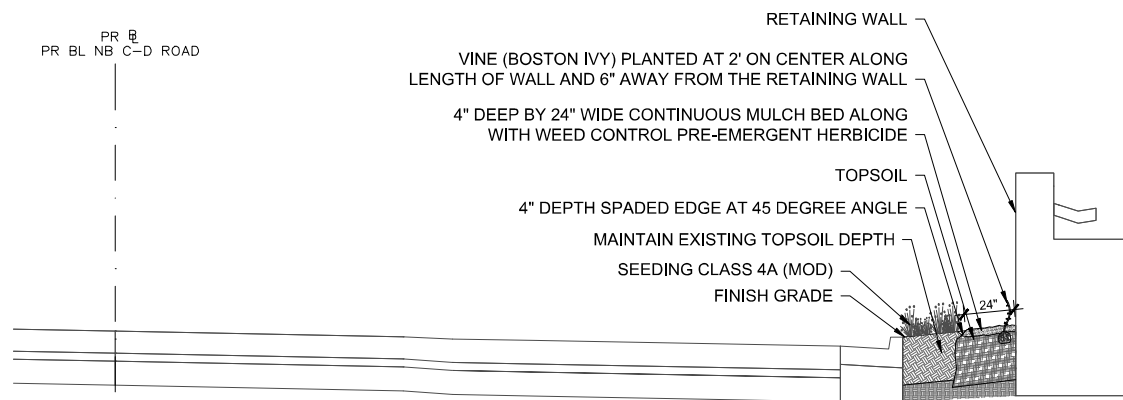 PR ⅊
PR BL NB C-D ROAD
RETAINING WALL
VINE (BOSTON IVY) PLANTED AT 2' ON CENTER ALONG
LENGTH OF WALL AND 6" AWAY FROM THE RETAINING WALL
4" DEEP BY 24" WIDE CONTINUOUS MULCH BED ALONG
WITH WEED CONTROL PRE-EMERGENT HERBICIDE
TOPSOIL
4" DEPTH SPADED EDGE AT 45 DEGREE ANGLE
MAINTAIN EXISTING TOPSOIL DEPTH
SEEDING CLASS 4A (MOD)
FINISH GRADE
24"